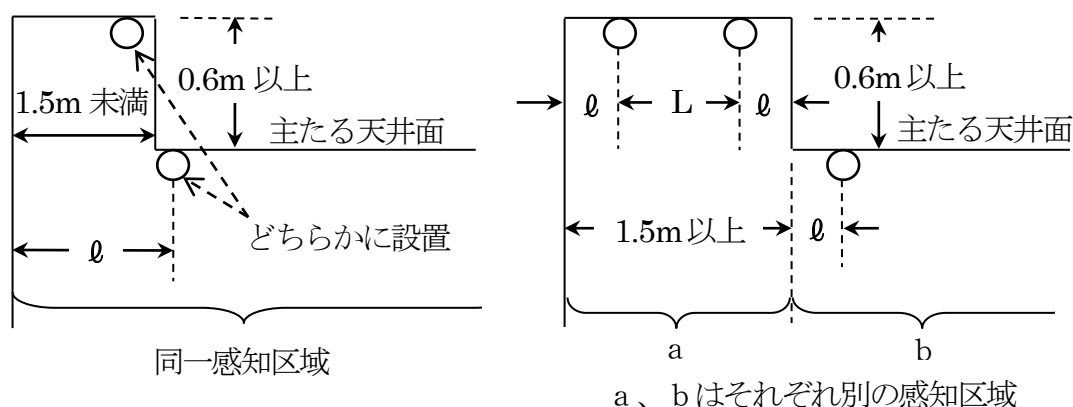 0.6m 以上
1.5m 未満
主たる天井面
どちらかに設置
ℓ
同一感知区域
ℓ L ℓ
0.6m 以上
主たる天井面
1.5m以上
ℓ
a
b
a 、 b はそれぞれ別の感知区域